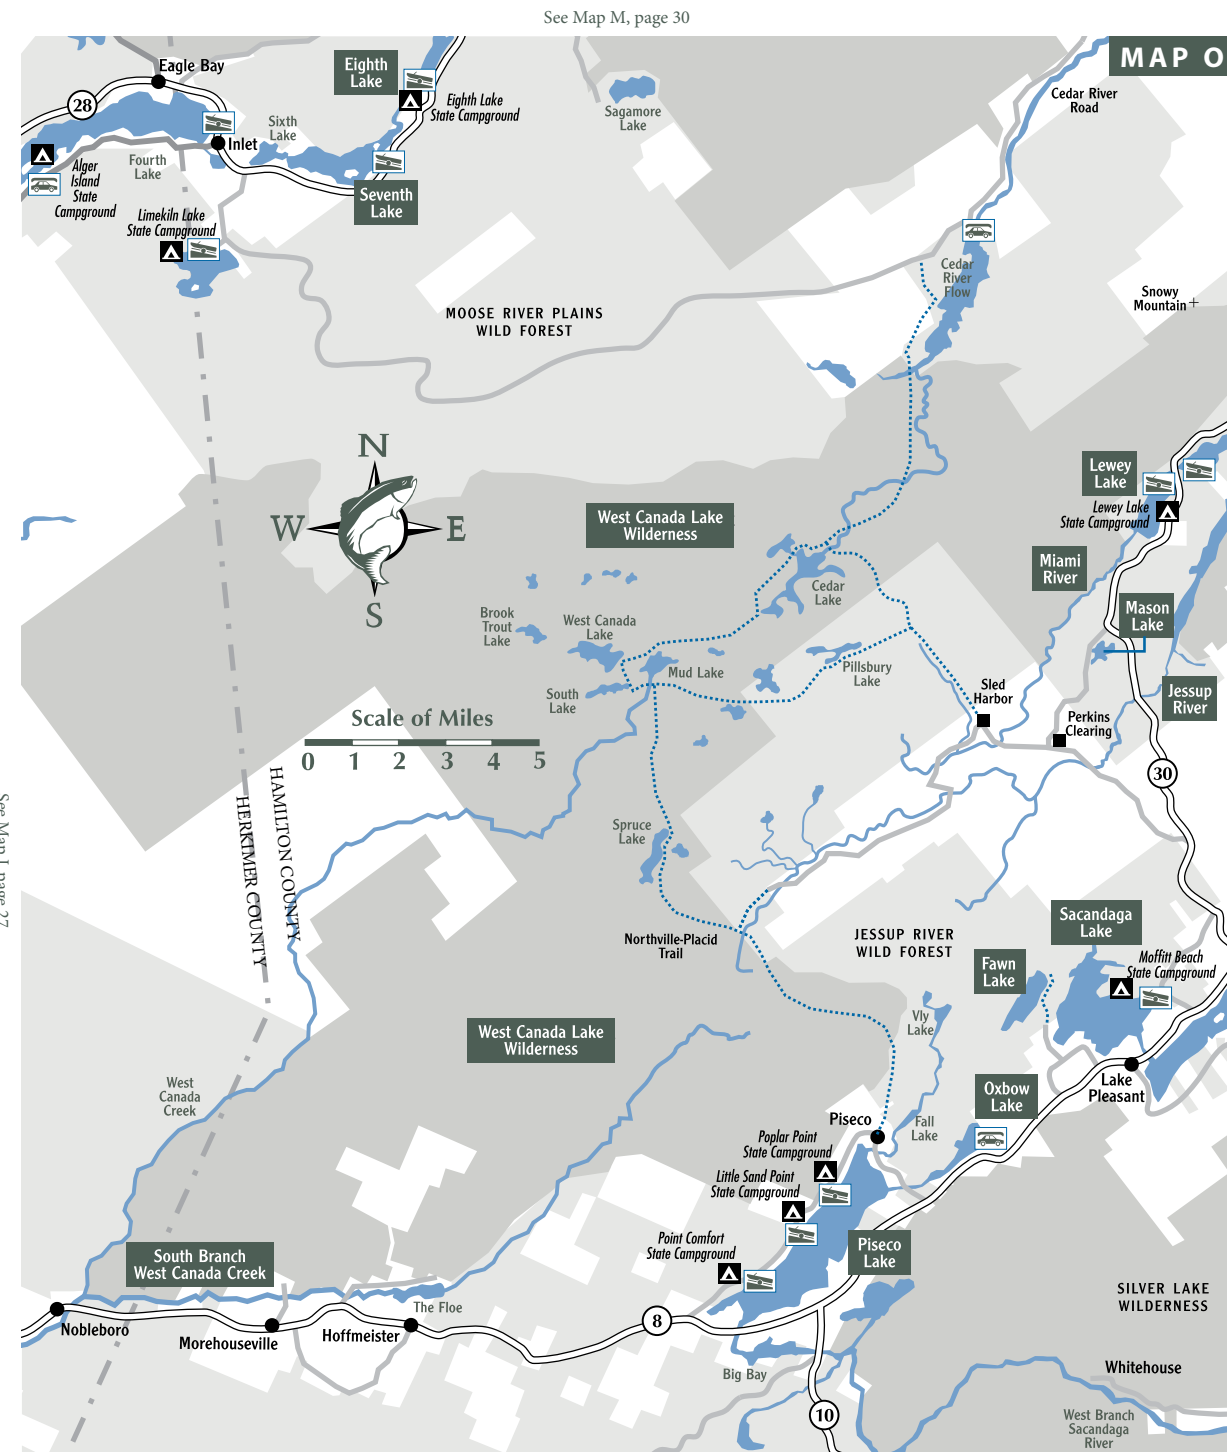 See Map M, page 30
MAP O
Eagle Bay
28
Eighth
Lake
Eighth Lake
State Campground
Sixth
Lake
Inlet
Sagamore
Lake
Cedar River
Road
Fourth
Lake
Alger
Island
State
Campground
Seventh
Lake
Limekiln Lake
State Campground
Cedar
River
Flow
Snowy
Mountain
MOOSE RIVER PLAINS
WILD FOREST
N
W
E
S
Lewey
Lake
Lewey Lake
State Campground
West Canada Lake
Wilderness
Miami
River
Cedar
Lake
Mason
Lake
Brook
Trout
Lake
West Canada
Lake
Mud Lake
Pillsbury
Lake
South
Lake
Sled
Harbor
Jessup
River
Perkins
Clearing
Scale of Miles
0 1 2 3 4 5
30
HAMILTON COUNTY
HERKIMER COUNTY
See Map J, page 27
Spruce
Lake
Northville-Placid
Trail
JESSUP RIVER
WILD FOREST
Sacandaga
Lake
Fawn
Lake
Moffitt Beach
State Campground
Vly
Lake
West Canada Lake
Wilderness
Lake
Pleasant
Oxbow
Lake
West
Canada
Creek
Piseco
Fall
Lake
Poplar Point
State Campground
Little Sand Point
State Campground
Point Comfort
State Campground
Piseco
Lake
South Branch
West Canada Creek
SILVER LAKE
WILDERNESS
The Floe
8
Nobleboro
Morehouseville
Hoffmeister
Big Bay
Whitehouse
10
West Branch
Sacandaga
River